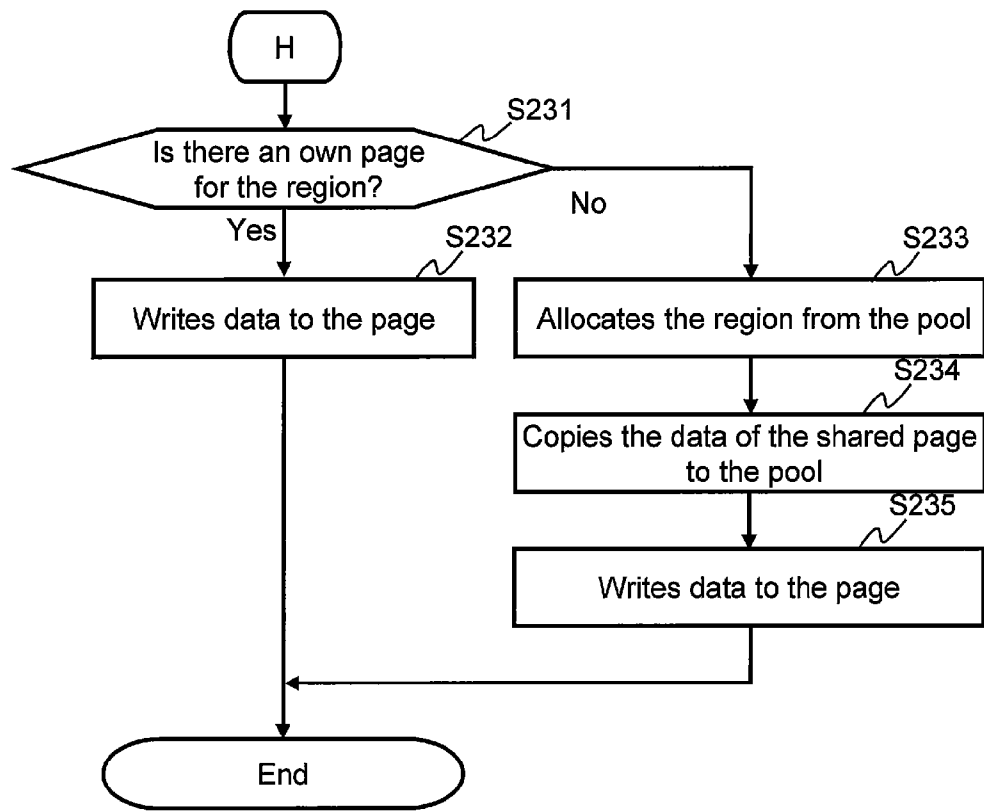 H
S231
Is there an own page
for the region?
Yes
No
S232
Writes data to the page
S233
Allocates the region from the pool
S234
Copies the data of the shared page
to the pool
S235
Writes data to the page
End